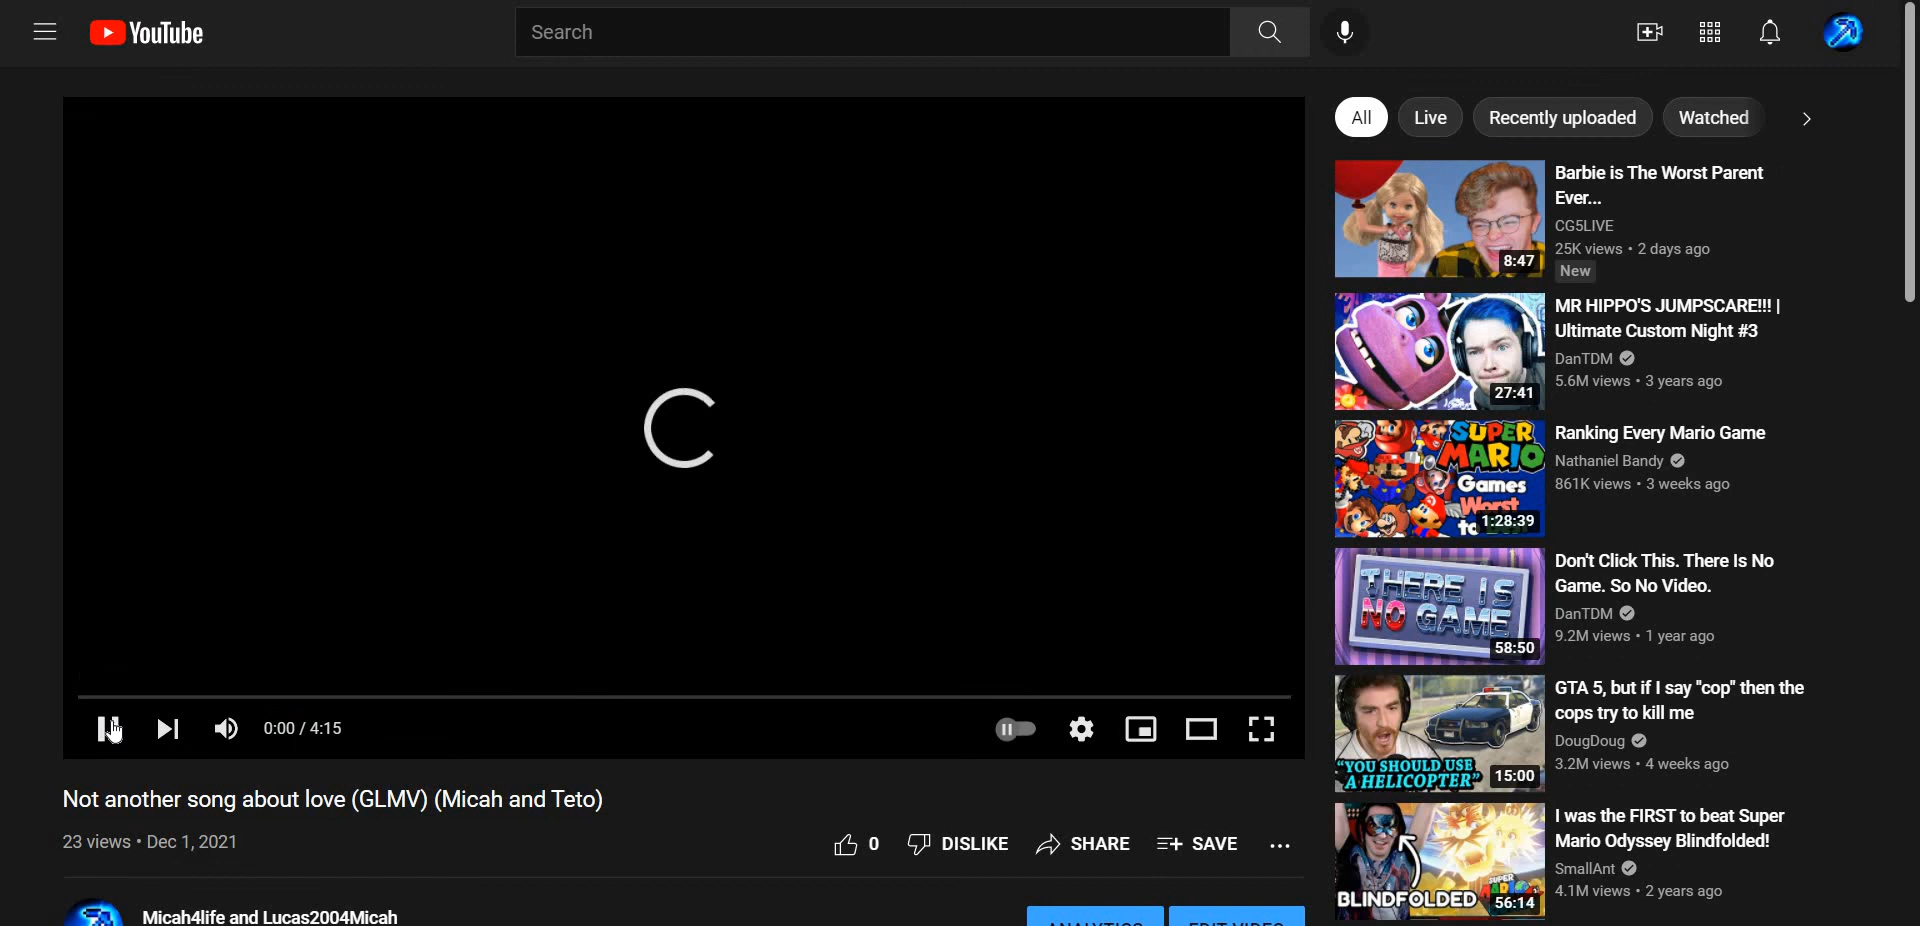 YouTube
Search
All
Live
Recently uploaded
Watched
Barbie is The Worst Parent
Ever...
CG5LIVE
25K views • 2 days ago
New
8:47
MR HIPPO'S JUMPSCARE!!! |
Ultimate Custom Night #3
DanTDM
5.6M views • 3 years ago
27:41
Ranking Every Mario Game
Nathaniel Bandy
861K views • 3 weeks ago
SUPER
MARIO
Games
Worst
to
1:28:39
Don't Click This. There Is No
Game. So No Video.
DanTDM
9.2M views • 1 year ago
THERE IS
NO GAME
58:50
GTA 5, but if I say "cop" then the
cops try to kill me
DougDoug
3.2M views • 4 weeks ago
"YOU SHOULD USE
A HELICOPTER"
15:00
I was the FIRST to beat Super
Mario Odyssey Blindfolded!
SmallAnt
4.1M views • 2 years ago
SUPER
MARIO
BLINDFOLDED
56:14
0:00 / 4:15
Not another song about love (GLMV) (Micah and Teto)
23 views • Dec 1, 2021
0
DISLIKE
SHARE
SAVE
Micah4life and Lucas2004Micah
ANALYTICS
EDIT VIDEO